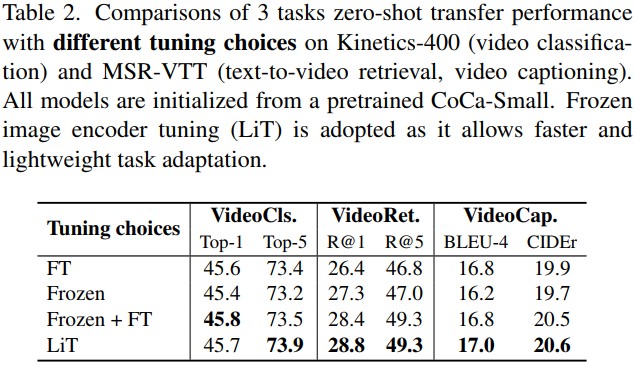 Table 2. Comparisons of 3 tasks zero-shot transfer performance
with different tuning choices on Kinetics-400 (video classifica-
tion) and MSR-VTT (text-to-video retrieval, video captioning).
All models are initialized from a pretrained CoCa-Small. Frozen
image encoder tuning (LiT) is adopted as it allows faster and
lightweight task adaptation.
Tuning choices VideoCls. VideoRet. VideoCap.
Top-1 Top-5 R@1 R@5 BLEU-4 CIDEr
FT 45.6 73.4 26.4 46.8 16.8 19.9
Frozen 45.4 73.2 27.3 47.0 16.2 19.7
Frozen + FT 45.8 73.5 28.4 49.3 16.8 20.5
LiT 45.7 73.9 28.8 49.3 17.0 20.6